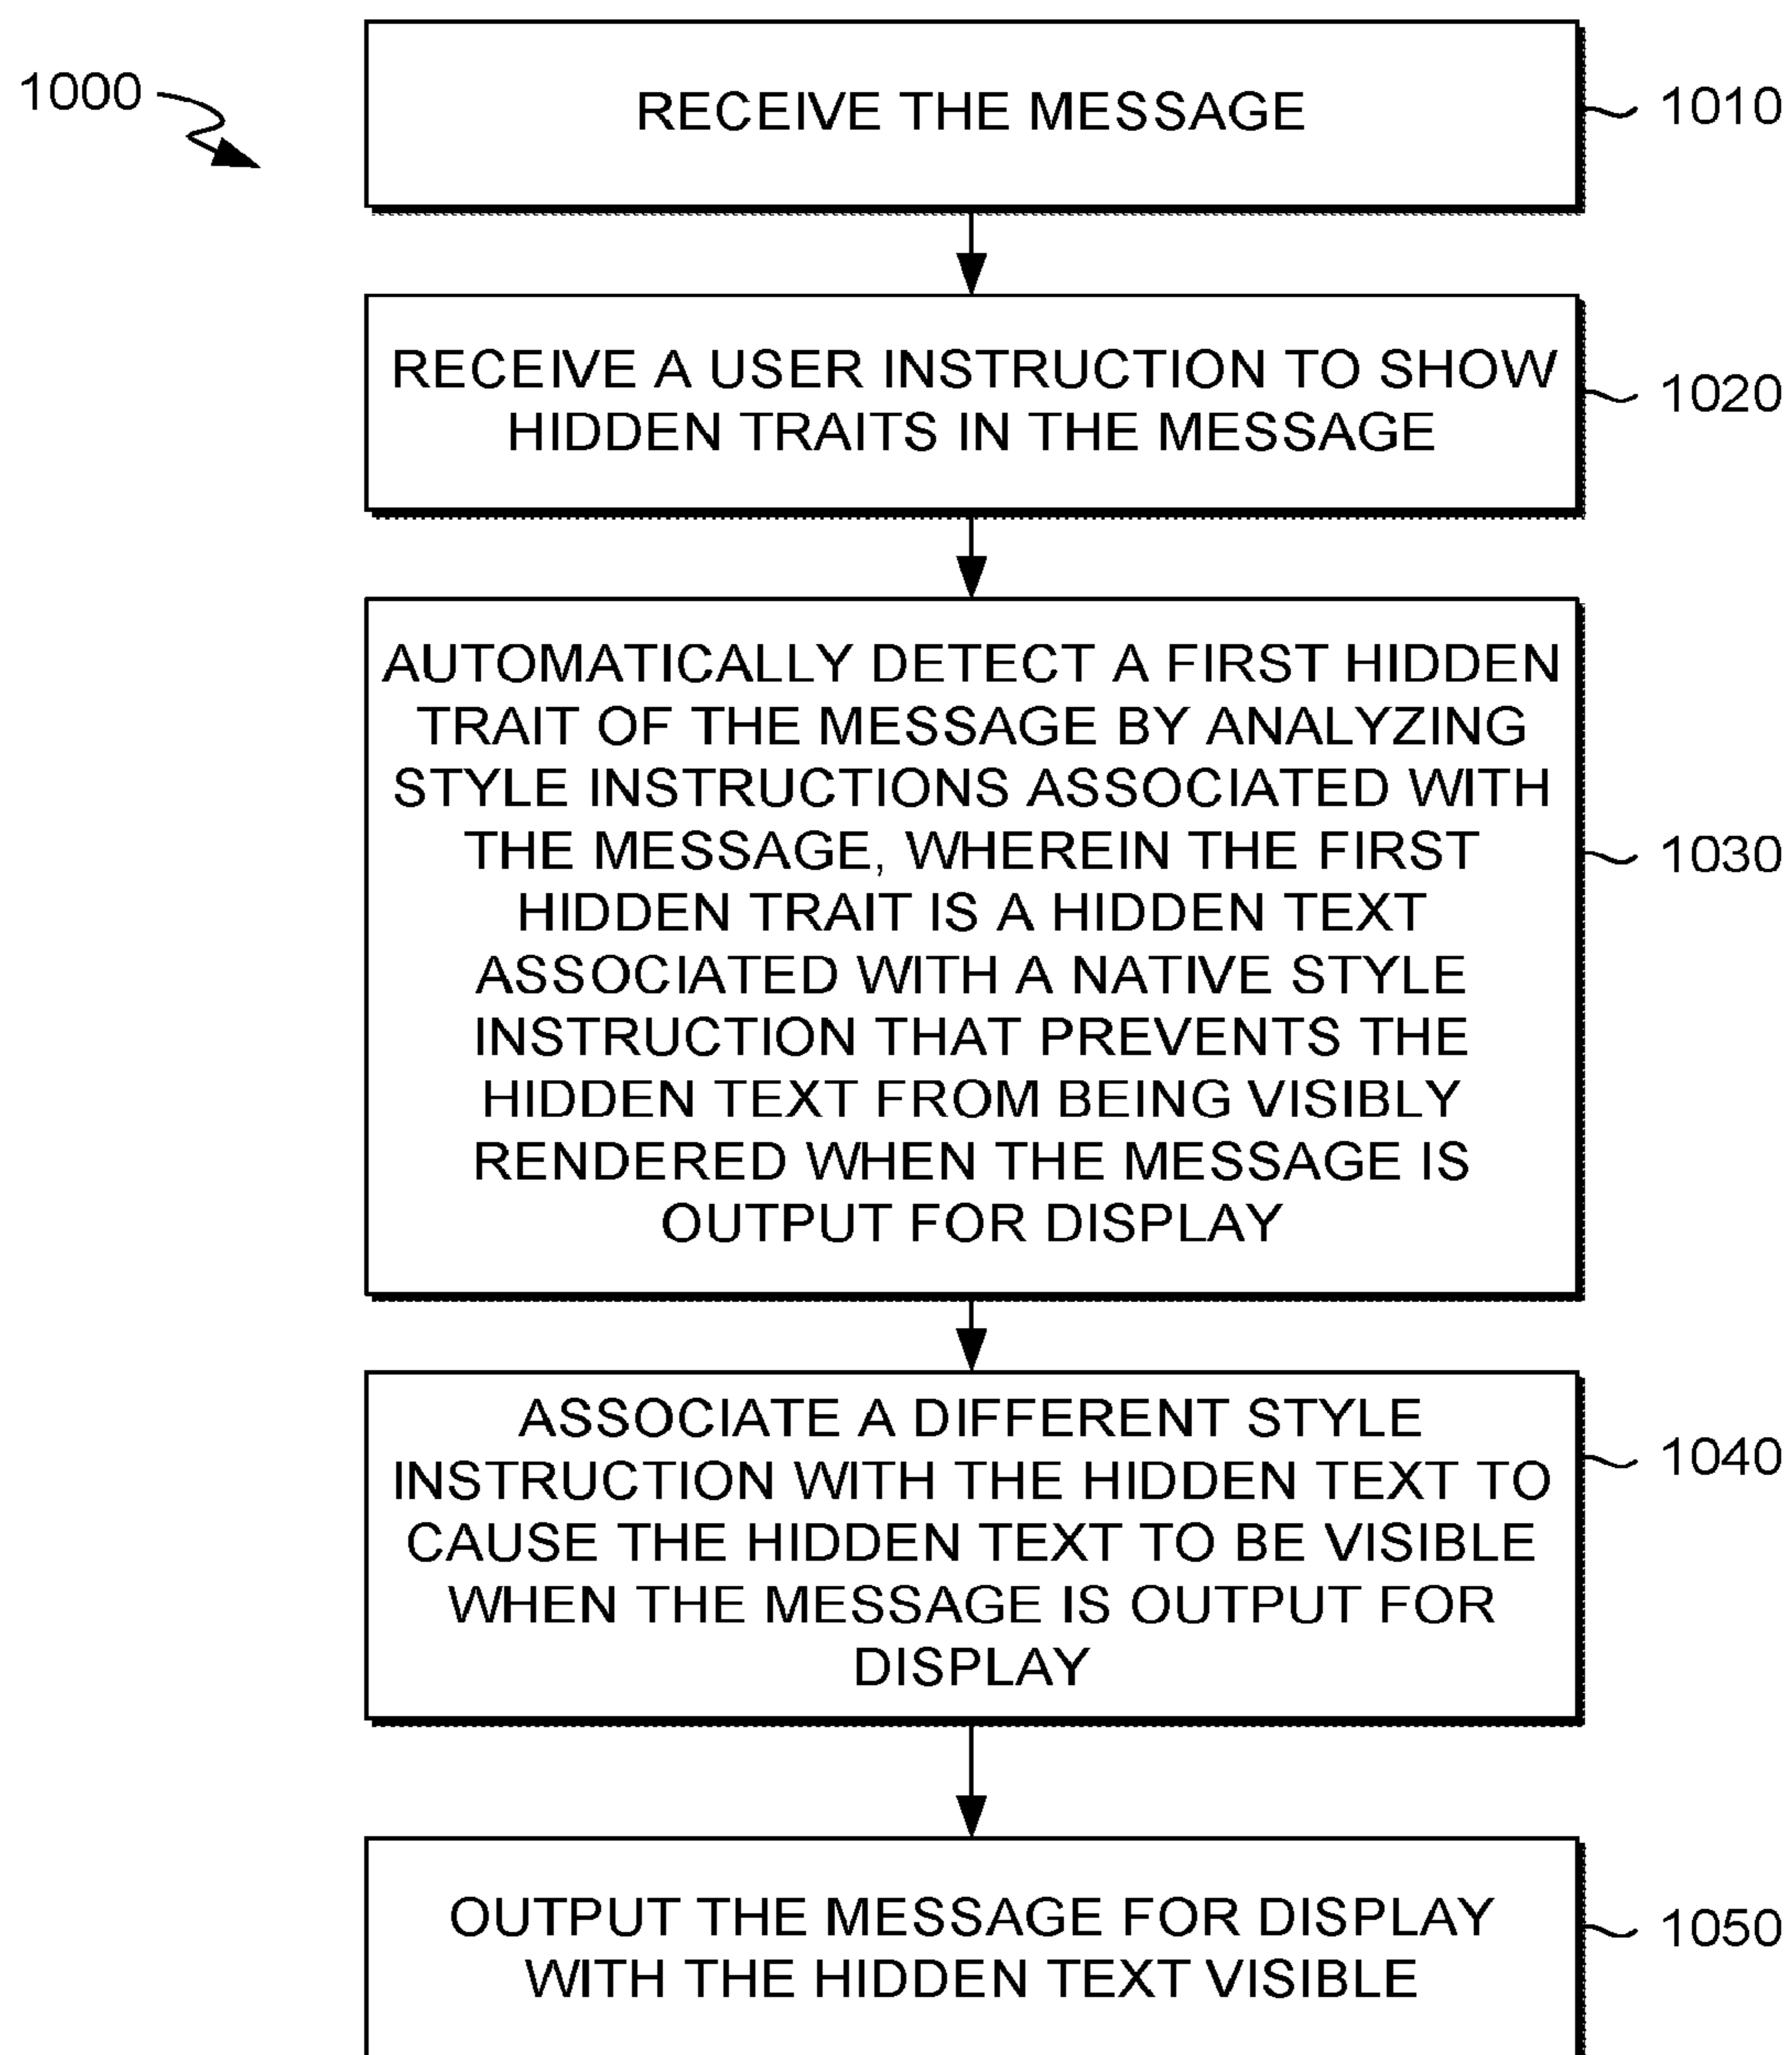 1000
RECEIVE THE MESSAGE
1010
RECEIVE A USER INSTRUCTION TO SHOW
HIDDEN TRAITS IN THE MESSAGE
1020
AUTOMATICALLY DETECT A FIRST HIDDEN
TRAIT OF THE MESSAGE BY ANALYZING
STYLE INSTRUCTIONS ASSOCIATED WITH
THE MESSAGE, WHEREIN THE FIRST
HIDDEN TRAIT IS A HIDDEN TEXT
ASSOCIATED WITH A NATIVE STYLE
INSTRUCTION THAT PREVENTS THE
HIDDEN TEXT FROM BEING VISIBLY
RENDERED WHEN THE MESSAGE IS
OUTPUT FOR DISPLAY
1030
ASSOCIATE A DIFFERENT STYLE
INSTRUCTION WITH THE HIDDEN TEXT TO
CAUSE THE HIDDEN TEXT TO BE VISIBLE
WHEN THE MESSAGE IS OUTPUT FOR
DISPLAY
1040
OUTPUT THE MESSAGE FOR DISPLAY
WITH THE HIDDEN TEXT VISIBLE
1050